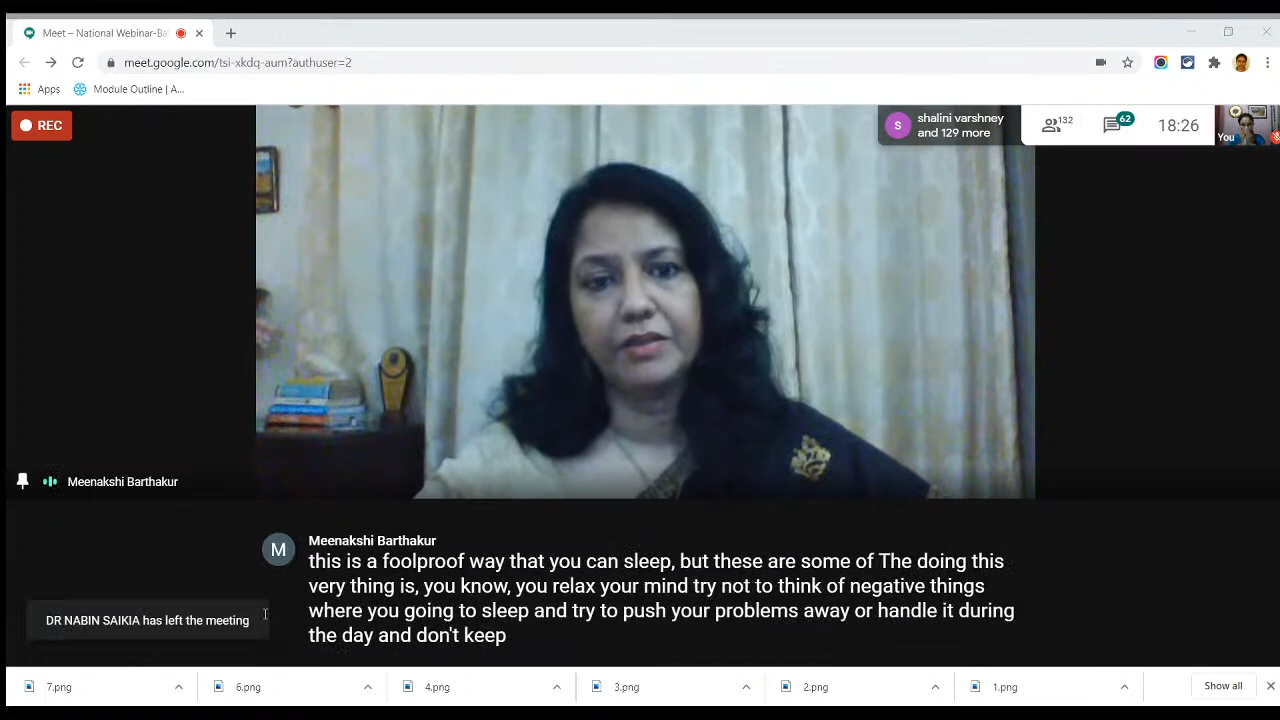 Meet – National Webinar-Ba
meet.google.com/tsi-xkdq-aum?authuser=2
Apps
Module Outline | A...
REC
S
shalini varshney
and 129 more
132
62
18:26
You
Meenakshi Barthakur
M
Meenakshi Barthakur
this is a foolproof way that you can sleep, but these are some of The doing this
very thing is, you know, you relax your mind try not to think of negative things
where you going to sleep and try to push your problems away or handle it during
the day and don't keep
DR NABIN SAIKIA has left the meeting
7.png
6.png
4.png
3.png
2.png
1.png
Show all